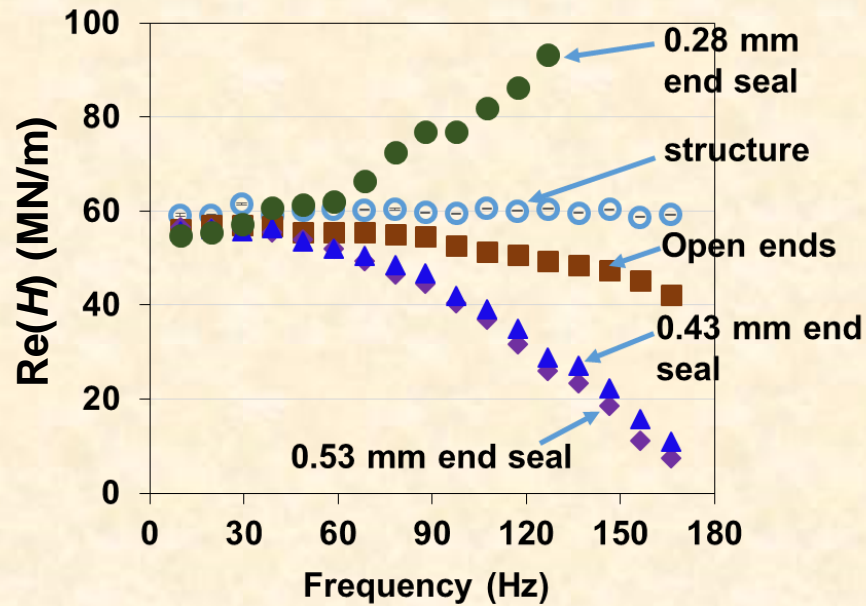 100
80
60
40
20
0
0 30 60 90 120 150 180
Re(H) (MN/m)
Frequency (Hz)
0.28 mm
end seal
structure
Open ends
0.43 mm end
seal
0.53 mm end seal